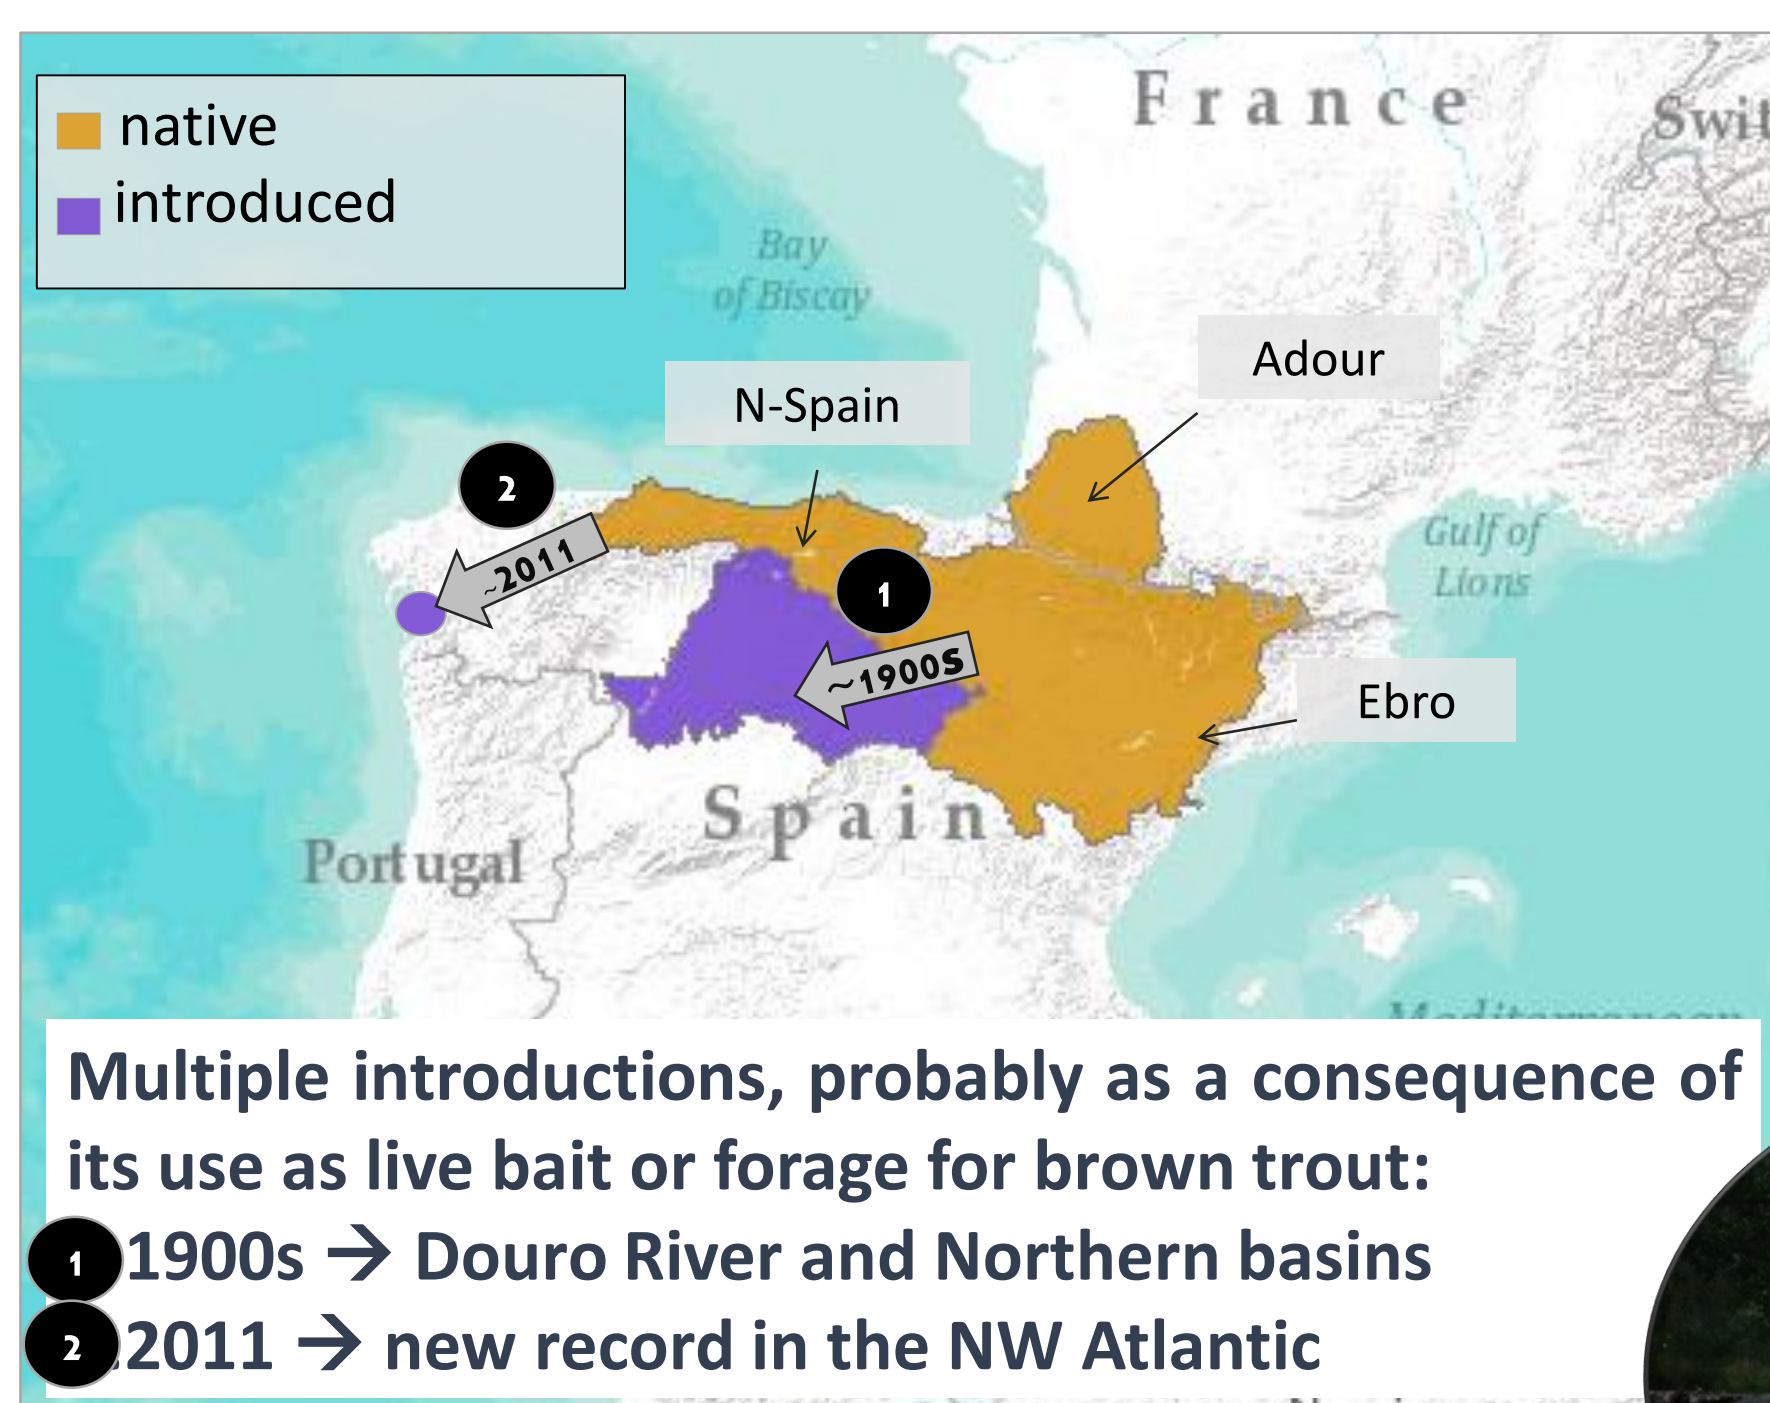 native
introduced
France
Swit
Bay
of Biscay
Adour
N-Spain
2
~2011
1
~1900s
Gulf of
Lions
Ebro
Spain
Portugal
Mediterranean
Multiple introductions, probably as a consequence of
its use as live bait or forage for brown trout:
1 1900s → Douro River and Northern basins
2 .2011 → new record in the NW Atlantic